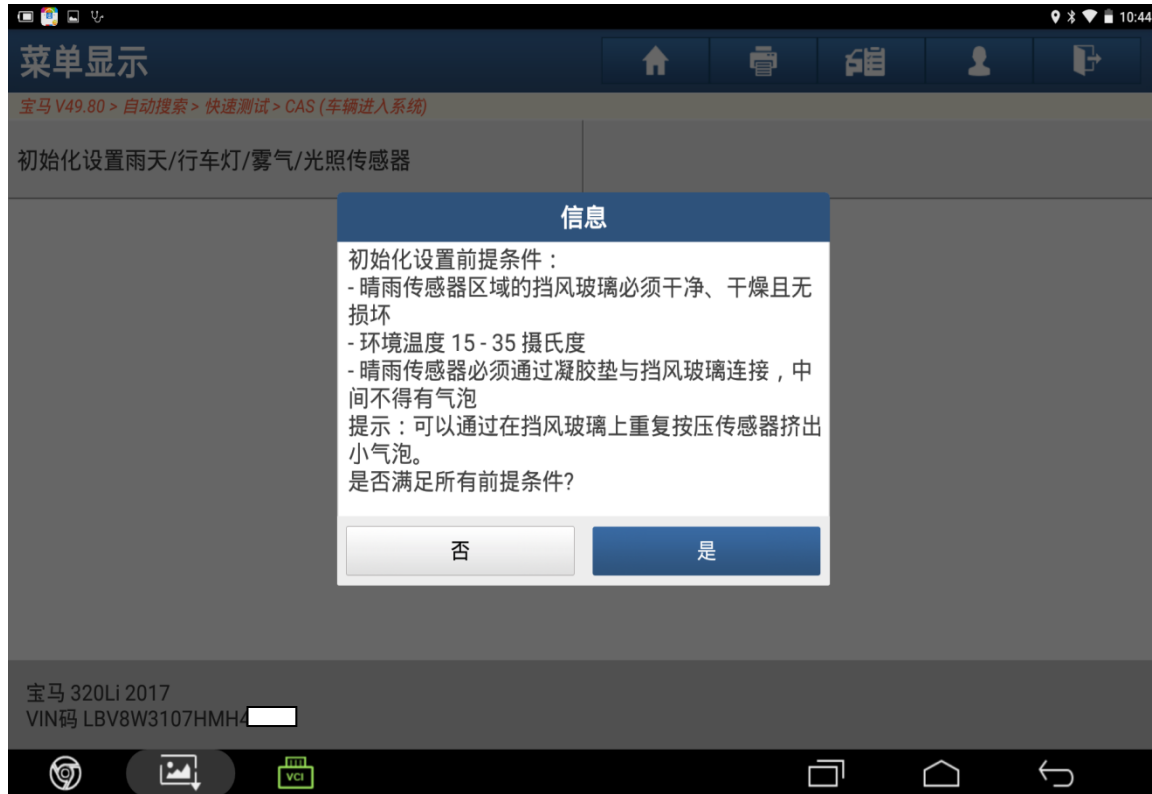 10:44
菜单显示
宝马 V49.80 > 自动搜索 > 快速测试 > CAS (车辆进入系统)
初始化设置雨天/行车灯/雾气/光照传感器
信息
初始化设置前提条件：
- 晴雨传感器区域的挡风玻璃必须干净、干燥且无
损坏
- 环境温度 15 - 35 摄氏度
- 晴雨传感器必须通过凝胶垫与挡风玻璃连接，中
间不得有气泡
提示：可以通过在挡风玻璃上重复按压传感器挤出
小气泡。
是否满足所有前提条件?
否
是
宝马 320Li 2017
VIN码 LBV8W3107HMH4
VCI